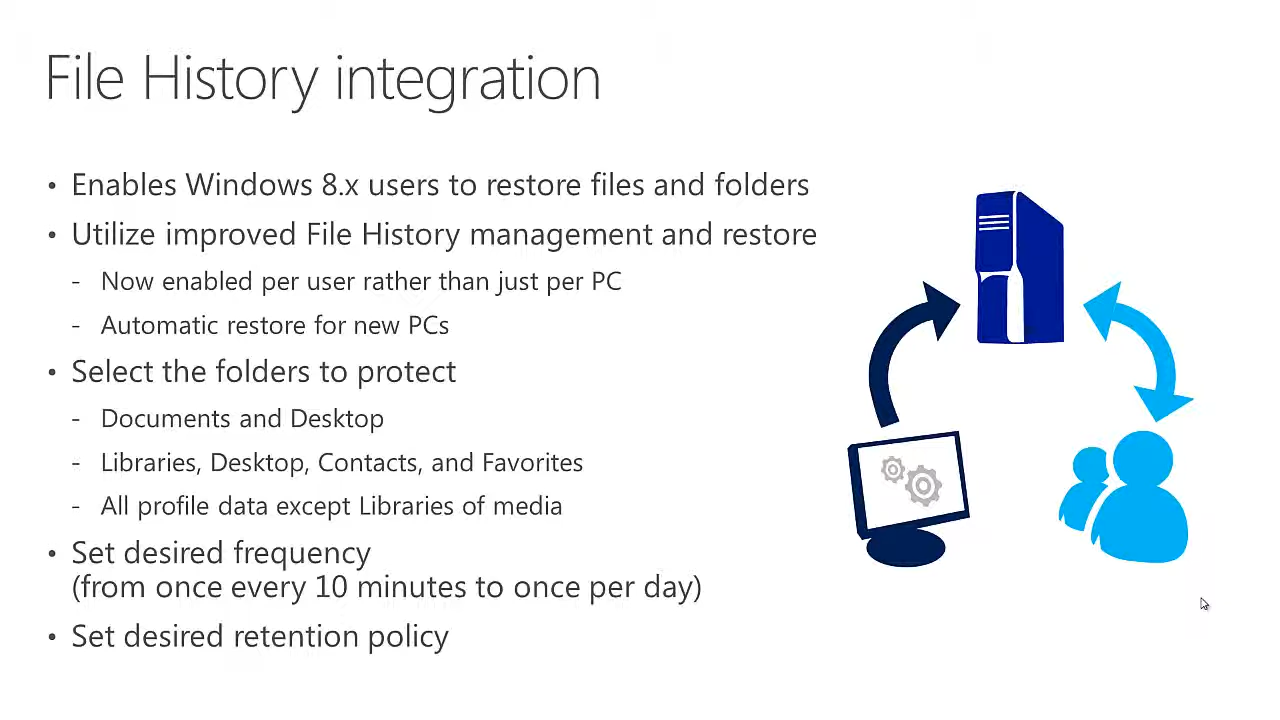 File History integration
• Enables Windows 8.x users to restore files and folders
• Utilize improved File History management and restore
- Now enabled per user rather than just per PC
- Automatic restore for new PCs
• Select the folders to protect
- Documents and Desktop
- Libraries, Desktop, Contacts, and Favorites
- All profile data except Libraries of media
• Set desired frequency
(from once every 10 minutes to once per day)
• Set desired retention policy